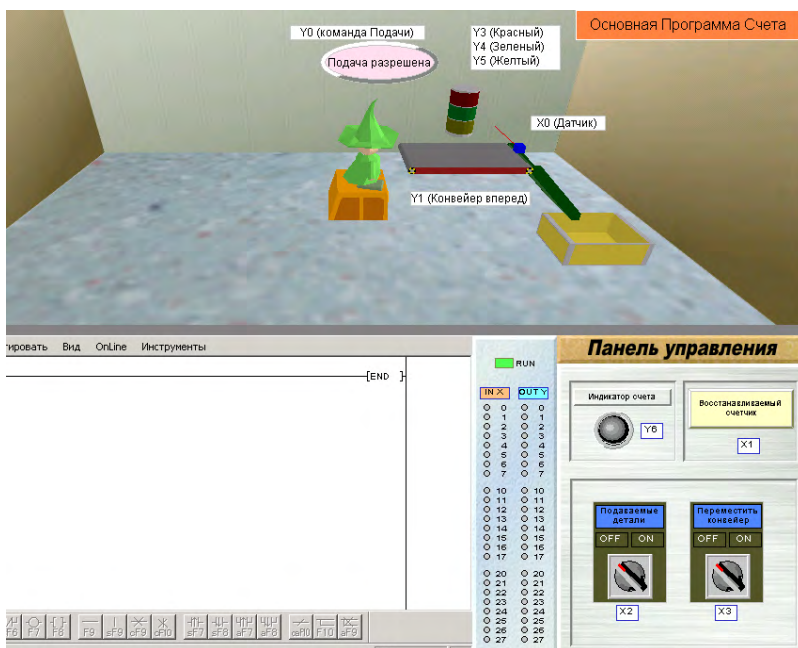 Основная Программа Счета
Y0 (команда Подачи)
Подача разрешена
Y3 (Красный)
Y4 (Зеленый)
Y5 (Желтый)
X0 (Датчик)
Y1 (Конвейер вперед)
тировать Вид OnLine Инструменты
END
RUN
IN X OUT Y
0 0
1 1
2 2
3 3
4 4
5 5
6 6
7 7
10 10
11 11
12 12
13 13
14 14
15 15
16 16
17 17
20 20
21 21
22 22
23 23
24 24
25 25
26 26
27 27
Панель управления
Индикатор счета
Y6
Восстанавливаемый
счетчик
X1
Подаваемые
детали
OFF ON
X2
Переместить
конвейер
OFF ON
X3
F6 F7 F8 F9 sF9 cF9 cF10 sF7 sF8 aF7 aF8 caF10 F10 aF9